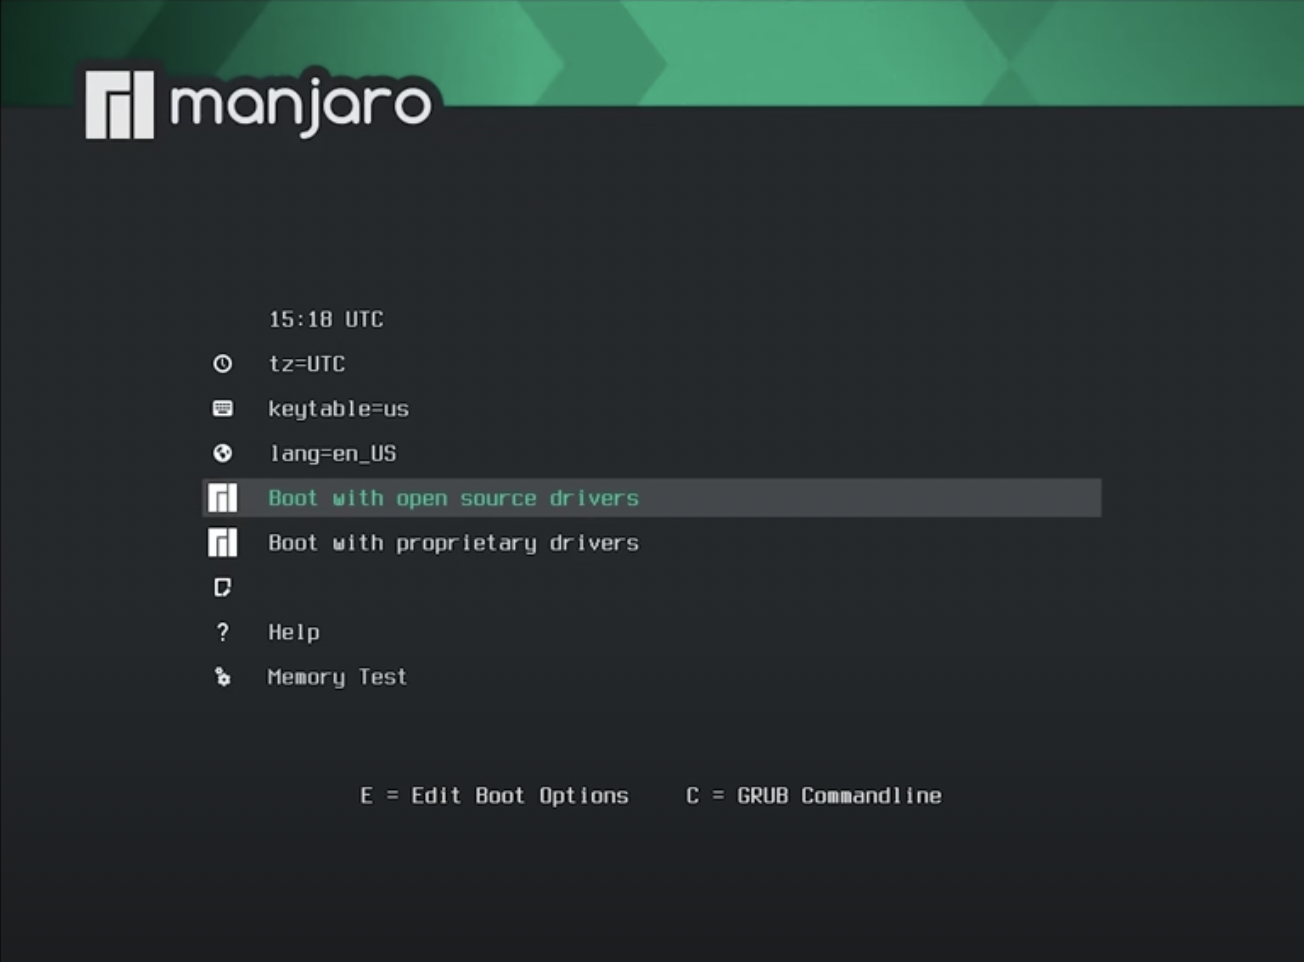 manjaro
15:18 UTC
tz=UTC
keytable=us
lang=en_US
Boot with open source drivers
Boot with proprietary drivers
? Help
Memory Test
E = Edit Boot Options C = GRUB Commandline